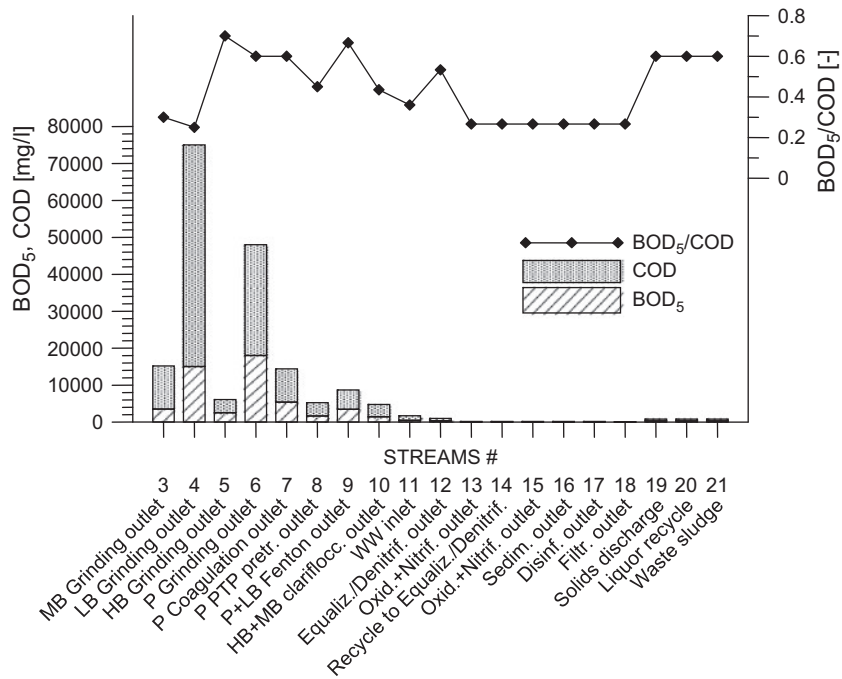 0.8
0.6
0.4
0.2
0
BOD₅/COD [-]
80000
70000
60000
50000
40000
30000
20000
10000
0
BOD₅, COD [mg/l]
BOD₅/COD
COD
BOD₅
STREAMS #
3 4 5 6 7 8 9 10 11 12 13 14 15 16 17 18 19 20 21
MB Grinding outlet
LB Grinding outlet
HB Grinding outlet
P Grinding outlet
P Coagulation outlet
P PTP pretr. outlet
P+LB Fenton outlet
HB+MB clariflocc. outlet
WW inlet
Equaliz./Denitrif. outlet
Oxid.+Nitrif. outlet
Recycle to Equaliz./Denitrif.
Oxid.+Nitrif. outlet
Sedim. outlet
Disinf. outlet
Filtr. outlet
Solids discharge
Liquor recycle
Waste sludge